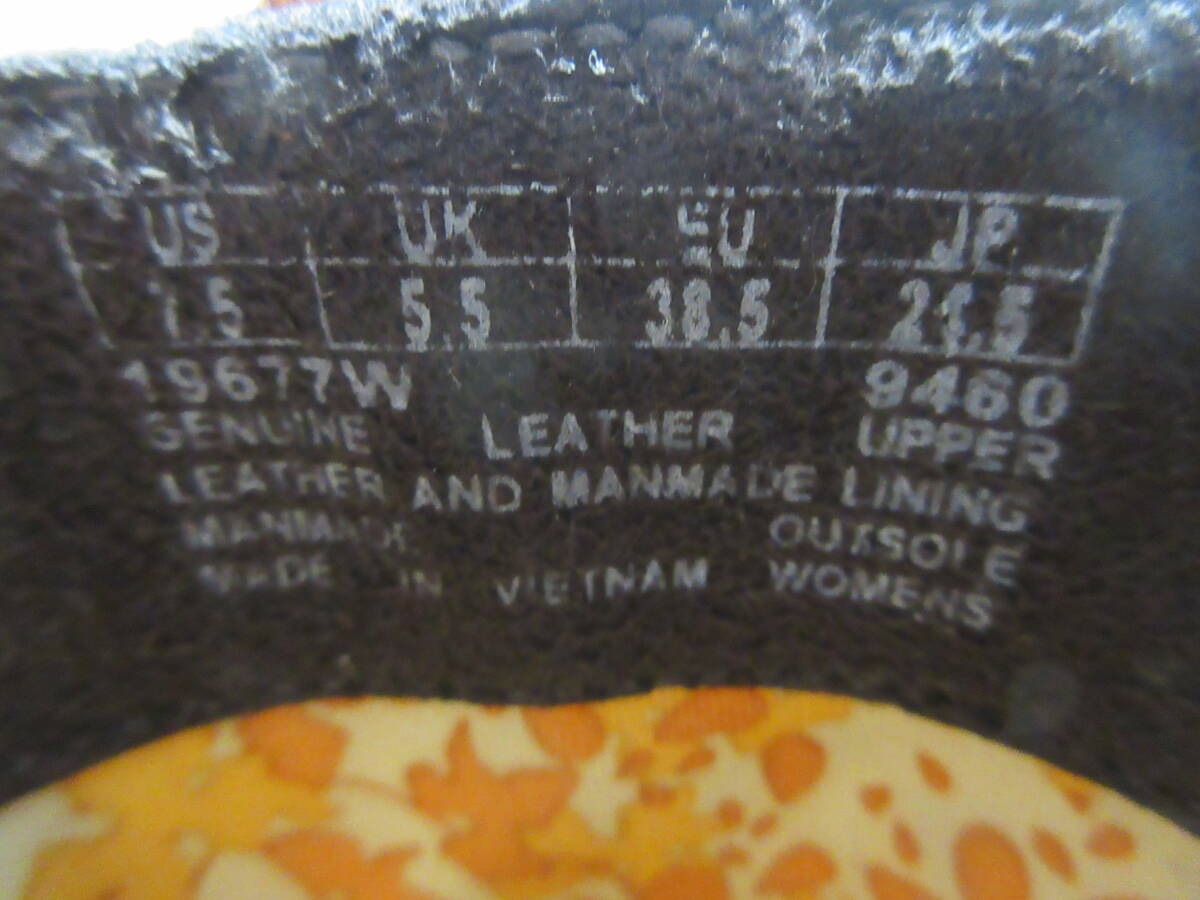 US UK EU JP
7.5 5.5 38.5 24.5
19677W 9460
GENUINE LEATHER UPPER
LEATHER AND MANMADE LINING
MANMADE OUTSOLE
MADE IN VIETNAM WOMENS